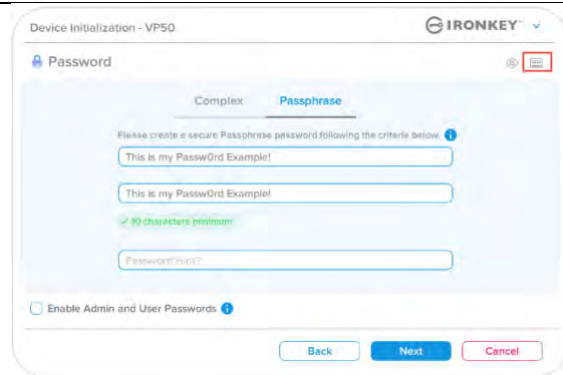 Device Initialization - VP50
IRONKEY
Password
Complex
Passphrase
Please create a secure Passphrase password following the criteria below.
This is my Passw0rd Example!
This is my Passw0rd Example!
✓ 10 characters minimum
Password Hint?
Enable Admin and User Passwords
Back
Next
Cancel